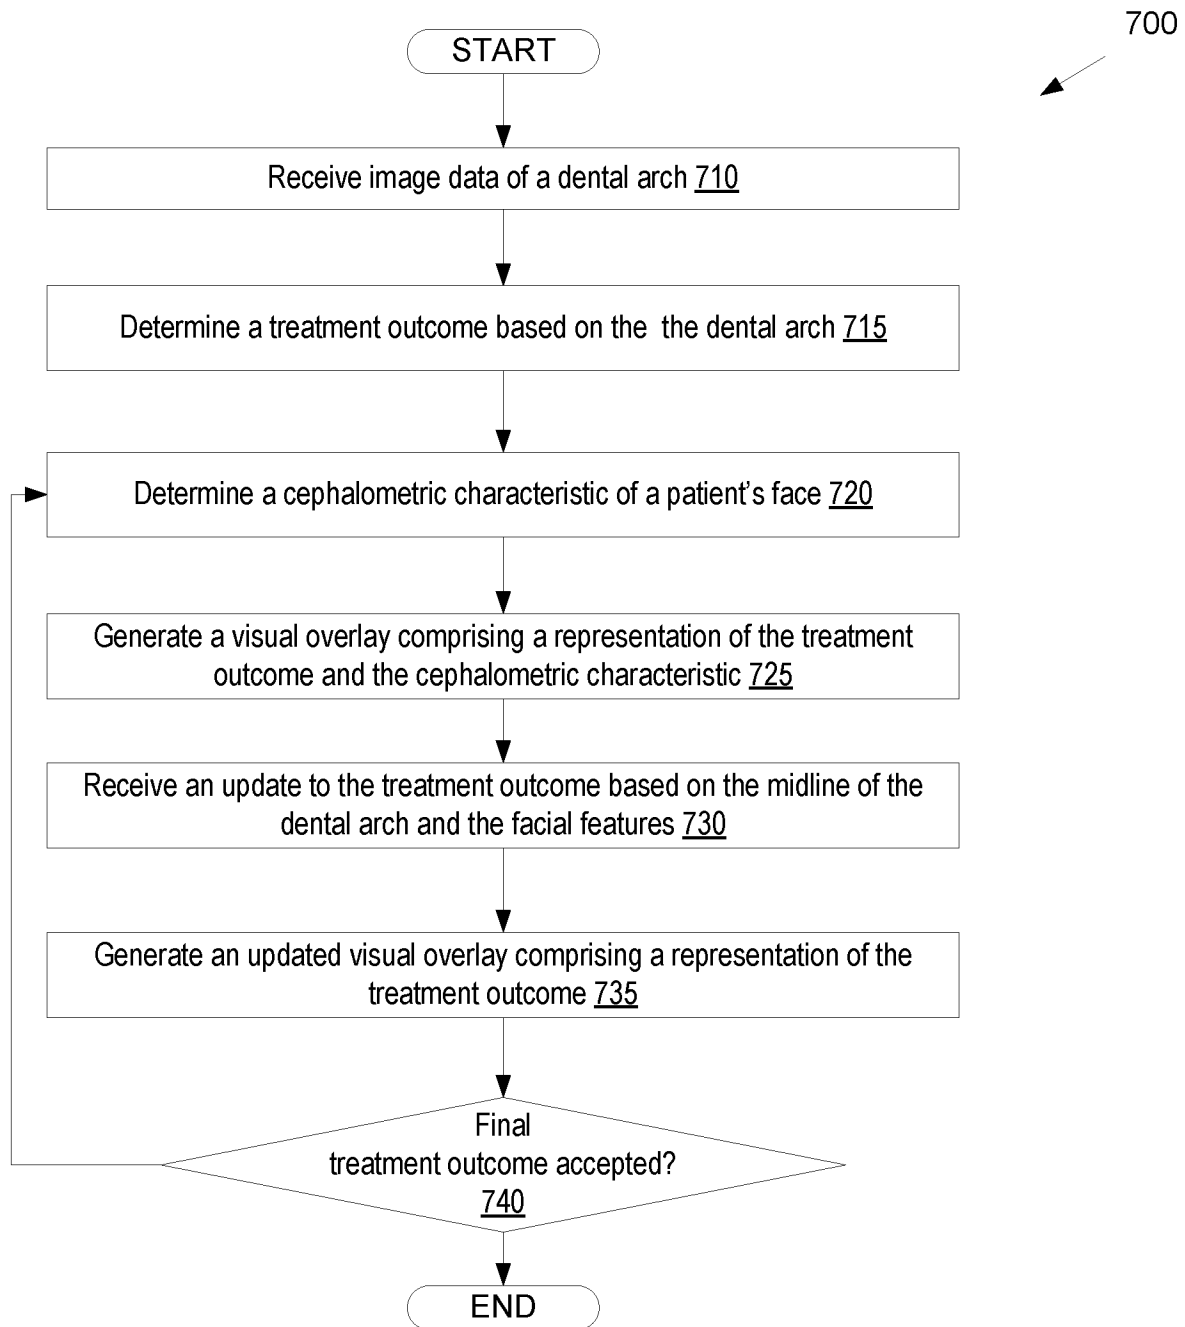 700
START
Receive image data of a dental arch 710
Determine a treatment outcome based on the  the dental arch 715
Determine a cephalometric characteristic of a patient's face 720
Generate a visual overlay comprising a representation of the treatment
outcome and the cephalometric characteristic 725
Receive an update to the treatment outcome based on the midline of the
dental arch and the facial features 730
Generate an updated visual overlay comprising a representation of the
treatment outcome 735
Final
treatment outcome accepted?
740
END